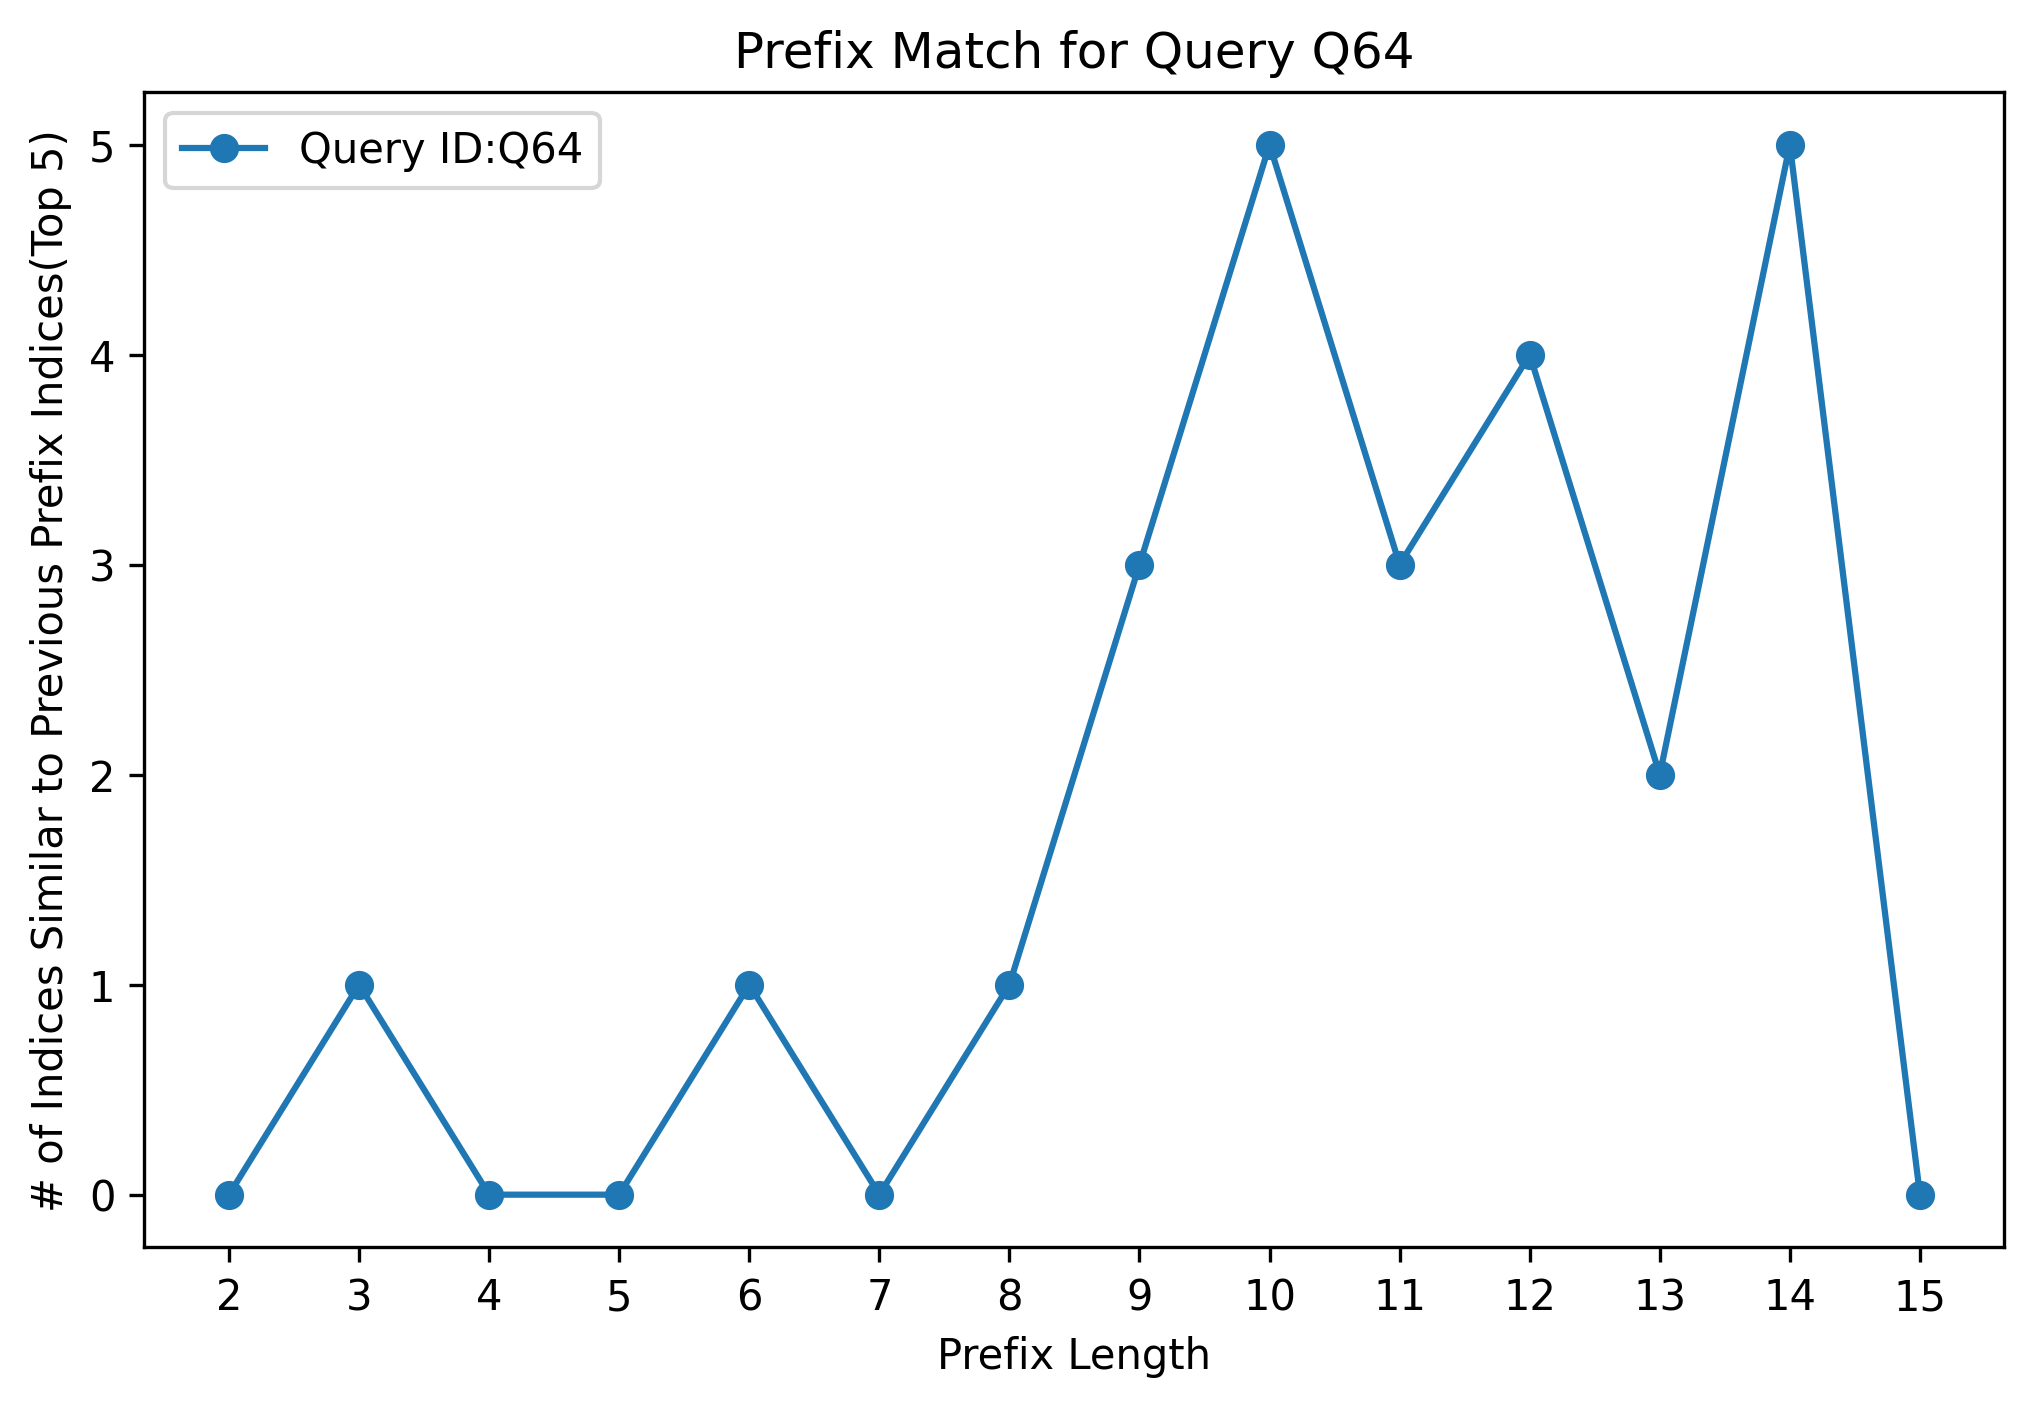 Prefix Match for Query Q64
Query ID:Q64
# of Indices Similar to Previous Prefix Indices(Top 5)
5
4
3
2
1
0
2 3 4 5 6 7 8 9 10 11 12 13 14 15
Prefix Length